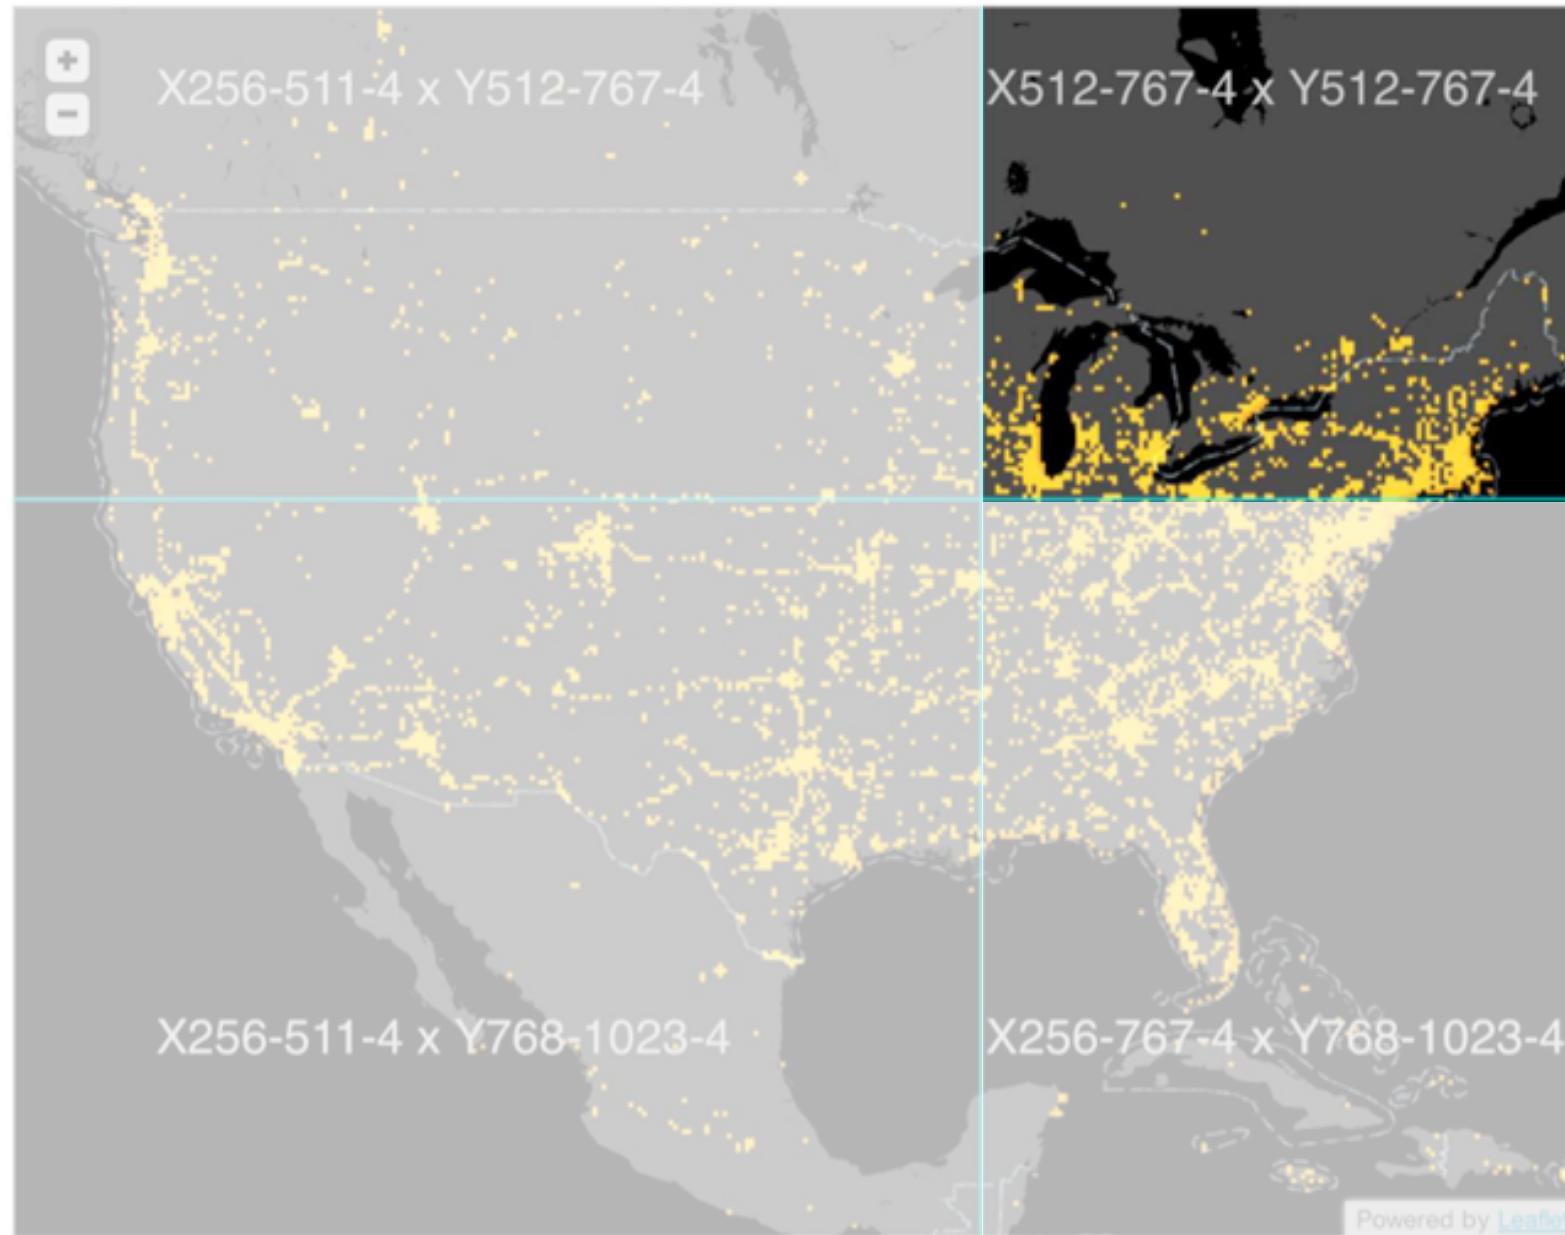 +
X256-511-4 x Y512-767-4
X512-767-4 x Y512-767-4
−
X256-511-4 x Y768-1023-4
X256-767-4 x Y768-1023-4
Powered by Leafle